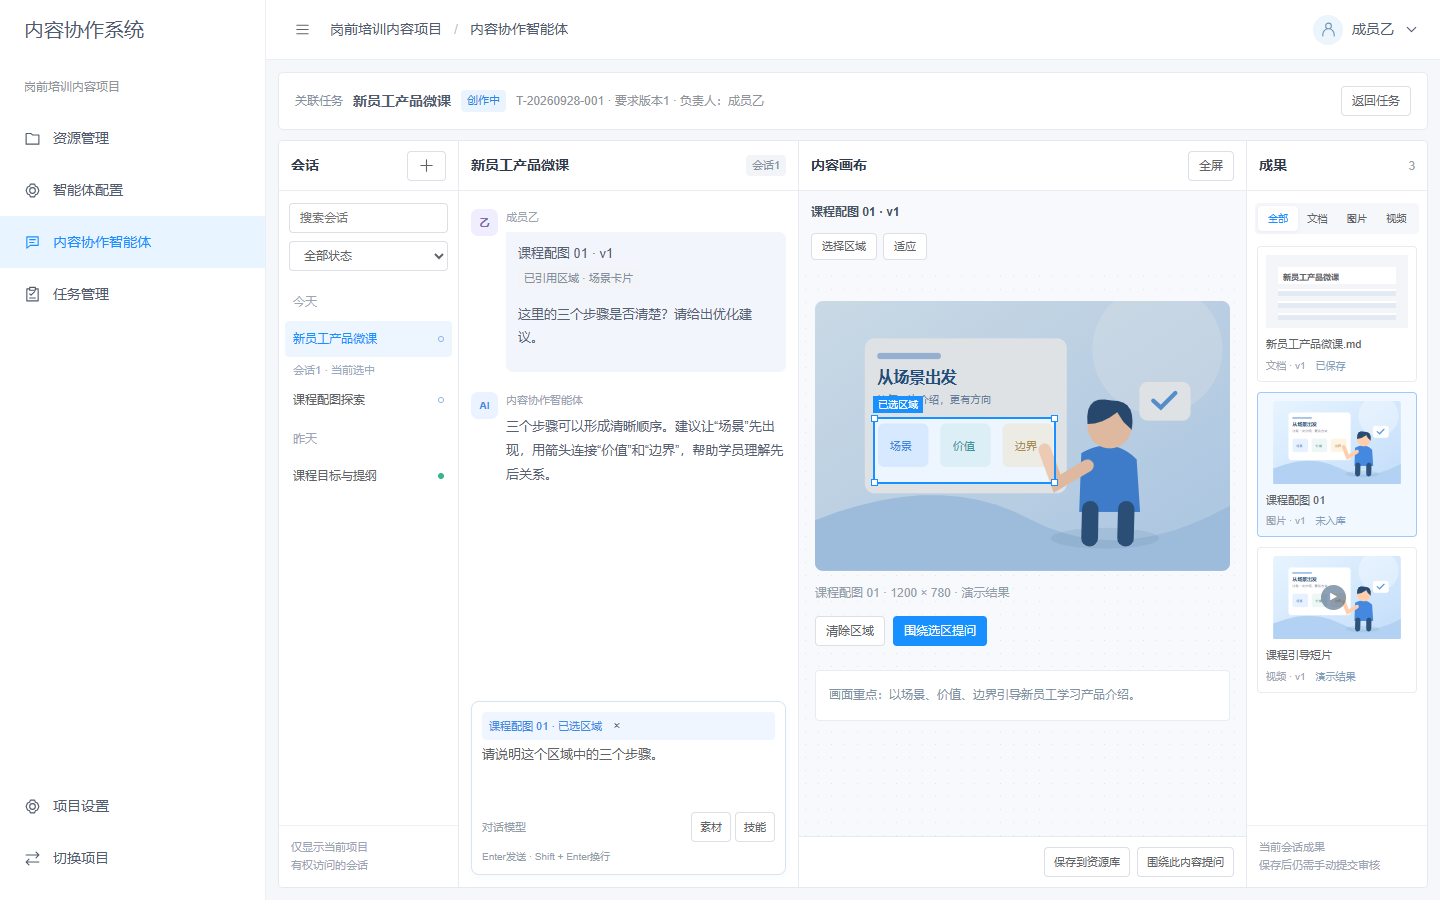 内容协作系统
岗前培训内容项目
资源管理
智能体配置
内容协作智能体
任务管理
项目设置
切换项目
岗前培训内容项目 / 内容协作智能体
成员乙
关联任务 新员工产品微课 创作中 T-20260928-001 · 要求版本1 · 负责人：成员乙
返回任务
会话
搜索会话
全部状态
今天
新员工产品微课
会话1 · 当前选中
课程配图探索
昨天
课程目标与提纲
仅显示当前项目
有权访问的会话
新员工产品微课 会话1
乙 成员乙
课程配图 01 · v1
已引用区域 · 场景卡片
这里的三个步骤是否清楚？请给出优化建
议。
AI 内容协作智能体
三个步骤可以形成清晰顺序。建议让“场景”先出
现，用箭头连接“价值”和“边界”，帮助学员理解先
后关系。
课程配图 01 · 已选区域 ×
请说明这个区域中的三个步骤。
对话模型 素材 技能
Enter发送 · Shift + Enter换行
内容画布 全屏
课程配图 01 · v1
选择区域 适应
从场景出发
介绍，更有方向
已选区域
场景 价值 边界
课程配图 01 · 1200 × 780 · 演示结果
清除区域 围绕选区提问
画面重点：以场景、价值、边界引导新员工学习产品介绍。
保存到资源库 围绕此内容提问
成果 3
全部 文档 图片 视频
新员工产品微课
新员工产品微课.md
文档 · v1 已保存
从场景出发
课程配图 01
图片 · v1 未入库
从场景出发
课程引导短片
视频 · v1 演示结果
当前会话成果
保存后仍需手动提交审核